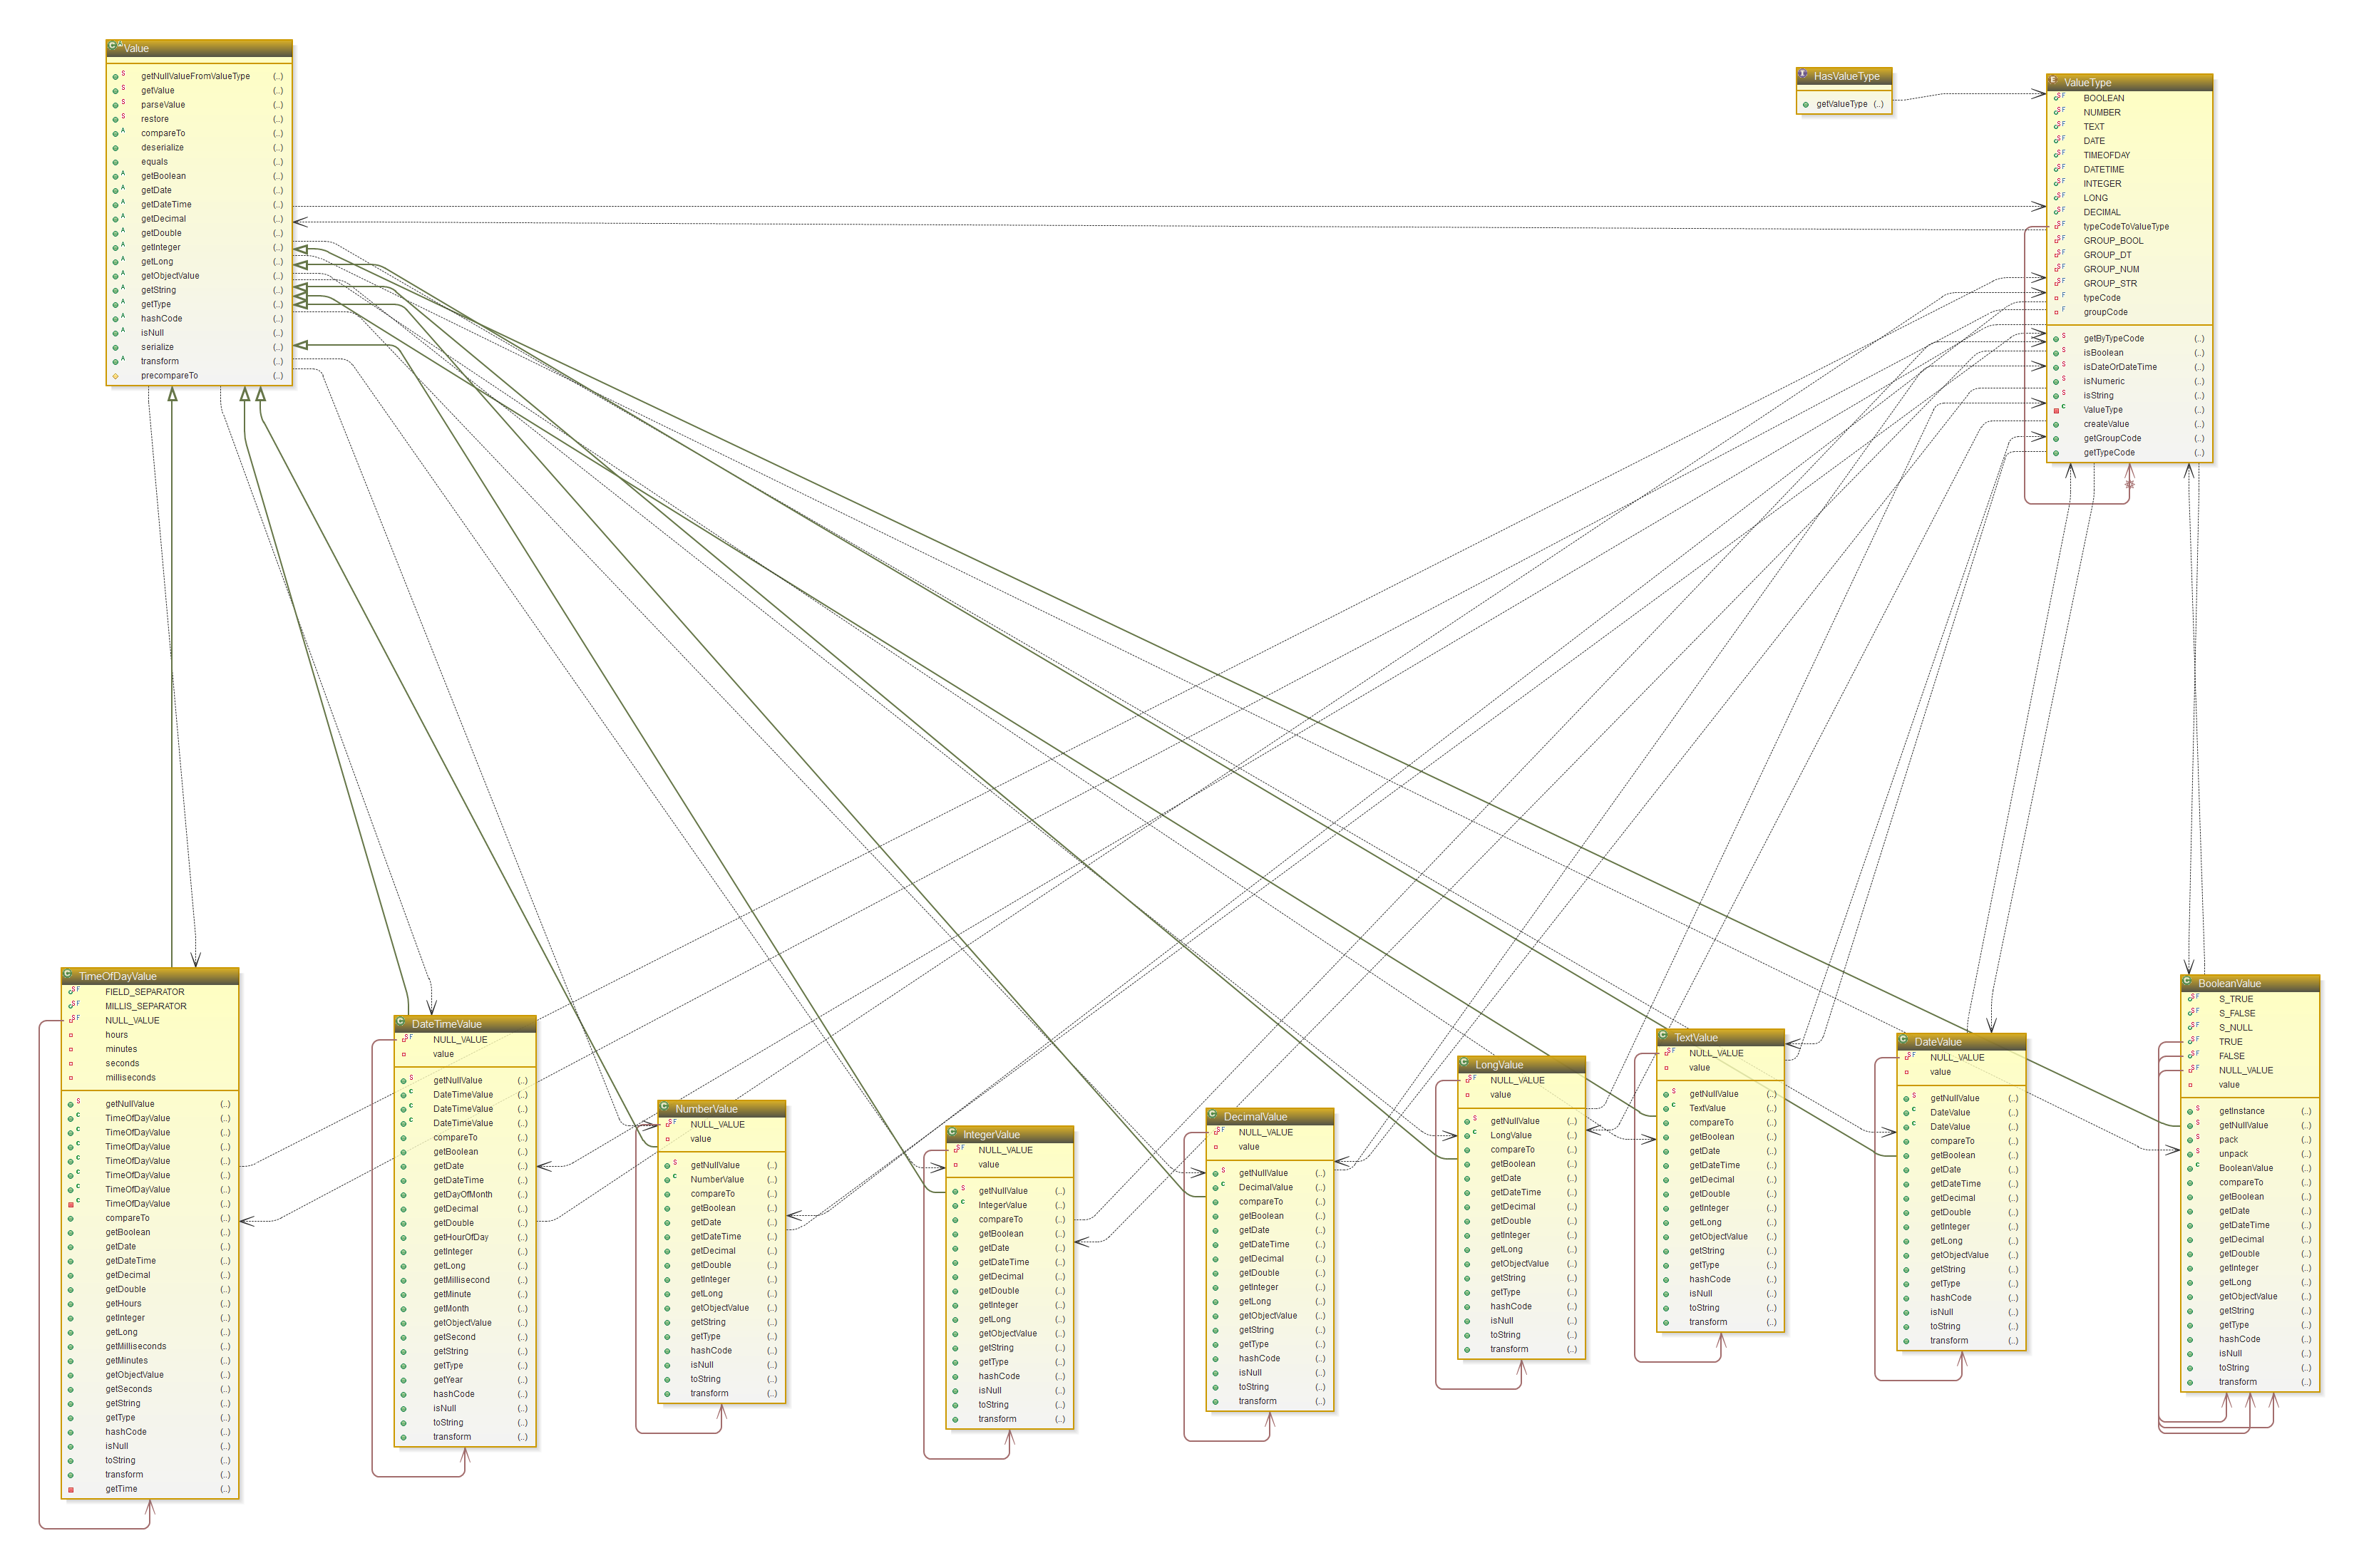 Value
getNullValueFromValueType (..)
getValue (..)
parseValue (..)
restore (..)
compareTo (..)
deserialize (..)
equals (..)
getBoolean (..)
getDate (..)
getDateTime (..)
getDecimal (..)
getDouble (..)
getInteger (..)
getLong (..)
getObjectValue (..)
getString (..)
getType (..)
hashCode (..)
isNull (..)
serialize (..)
transform (..)
precompareTo (..)
HasValueType
getValueType (..)
ValueType
BOOLEAN
NUMBER
TEXT
DATE
TIMEOFDAY
DATETIME
INTEGER
LONG
DECIMAL
typeCodeToValueType
GROUP_BOOL
GROUP_DT
GROUP_NUM
GROUP_STR
typeCode
groupCode
getByTypeCode (..)
isBoolean (..)
isDateOrDateTime (..)
isNumeric (..)
isString (..)
ValueType (..)
createValue (..)
getGroupCode (..)
getTypeCode (..)
TimeOfDayValue
FIELD_SEPARATOR
MILLIS_SEPARATOR
NULL_VALUE
hours
minutes
seconds
milliseconds
getNullValue (..)
TimeOfDayValue (..)
TimeOfDayValue (..)
TimeOfDayValue (..)
TimeOfDayValue (..)
TimeOfDayValue (..)
TimeOfDayValue (..)
TimeOfDayValue (..)
compareTo (..)
getBoolean (..)
getDate (..)
getDateTime (..)
getDecimal (..)
getDouble (..)
getHours (..)
getInteger (..)
getLong (..)
getMilliseconds (..)
getMinutes (..)
getObjectValue (..)
getSeconds (..)
getString (..)
getType (..)
hashCode (..)
isNull (..)
toString (..)
transform (..)
getTime (..)
DateTimeValue
NULL_VALUE
value
getNullValue (..)
DateTimeValue (..)
DateTimeValue (..)
DateTimeValue (..)
compareTo (..)
getBoolean (..)
getDate (..)
getDateTime (..)
getDayOfMonth (..)
getDecimal (..)
getDouble (..)
getHourOfDay (..)
getInteger (..)
getLong (..)
getMillisecond (..)
getMinute (..)
getMonth (..)
getObjectValue (..)
getSecond (..)
getString (..)
getType (..)
getYear (..)
hashCode (..)
isNull (..)
toString (..)
transform (..)
NumberValue
NULL_VALUE
value
getNullValue (..)
NumberValue (..)
compareTo (..)
getBoolean (..)
getDate (..)
getDateTime (..)
getDecimal (..)
getDouble (..)
getInteger (..)
getLong (..)
getObjectValue (..)
getString (..)
getType (..)
hashCode (..)
isNull (..)
toString (..)
transform (..)
IntegerValue
NULL_VALUE
value
getNullValue (..)
IntegerValue (..)
compareTo (..)
getBoolean (..)
getDate (..)
getDateTime (..)
getDecimal (..)
getDouble (..)
getInteger (..)
getLong (..)
getObjectValue (..)
getString (..)
getType (..)
hashCode (..)
isNull (..)
toString (..)
transform (..)
DecimalValue
NULL_VALUE
value
getNullValue (..)
DecimalValue (..)
compareTo (..)
getBoolean (..)
getDate (..)
getDateTime (..)
getDecimal (..)
getDouble (..)
getInteger (..)
getLong (..)
getObjectValue (..)
getString (..)
getType (..)
hashCode (..)
isNull (..)
toString (..)
transform (..)
LongValue
NULL_VALUE
value
getNullValue (..)
LongValue (..)
compareTo (..)
getBoolean (..)
getDate (..)
getDateTime (..)
getDecimal (..)
getDouble (..)
getInteger (..)
getLong (..)
getObjectValue (..)
getString (..)
getType (..)
hashCode (..)
isNull (..)
toString (..)
transform (..)
TextValue
NULL_VALUE
value
getNullValue (..)
TextValue (..)
compareTo (..)
getBoolean (..)
getDate (..)
getDateTime (..)
getDecimal (..)
getDouble (..)
getInteger (..)
getLong (..)
getObjectValue (..)
getString (..)
getType (..)
hashCode (..)
isNull (..)
toString (..)
transform (..)
DateValue
NULL_VALUE
value
getNullValue (..)
DateValue (..)
DateValue (..)
compareTo (..)
getBoolean (..)
getDate (..)
getDateTime (..)
getDecimal (..)
getDouble (..)
getInteger (..)
getLong (..)
getObjectValue (..)
getString (..)
getType (..)
hashCode (..)
isNull (..)
toString (..)
transform (..)
BooleanValue
S_TRUE
S_FALSE
S_NULL
TRUE
FALSE
NULL_VALUE
value
getInstance (..)
getNullValue (..)
pack (..)
unpack (..)
BooleanValue (..)
compareTo (..)
getBoolean (..)
getDate (..)
getDateTime (..)
getDecimal (..)
getDouble (..)
getInteger (..)
getLong (..)
getObjectValue (..)
getString (..)
getType (..)
hashCode (..)
isNull (..)
toString (..)
transform (..)